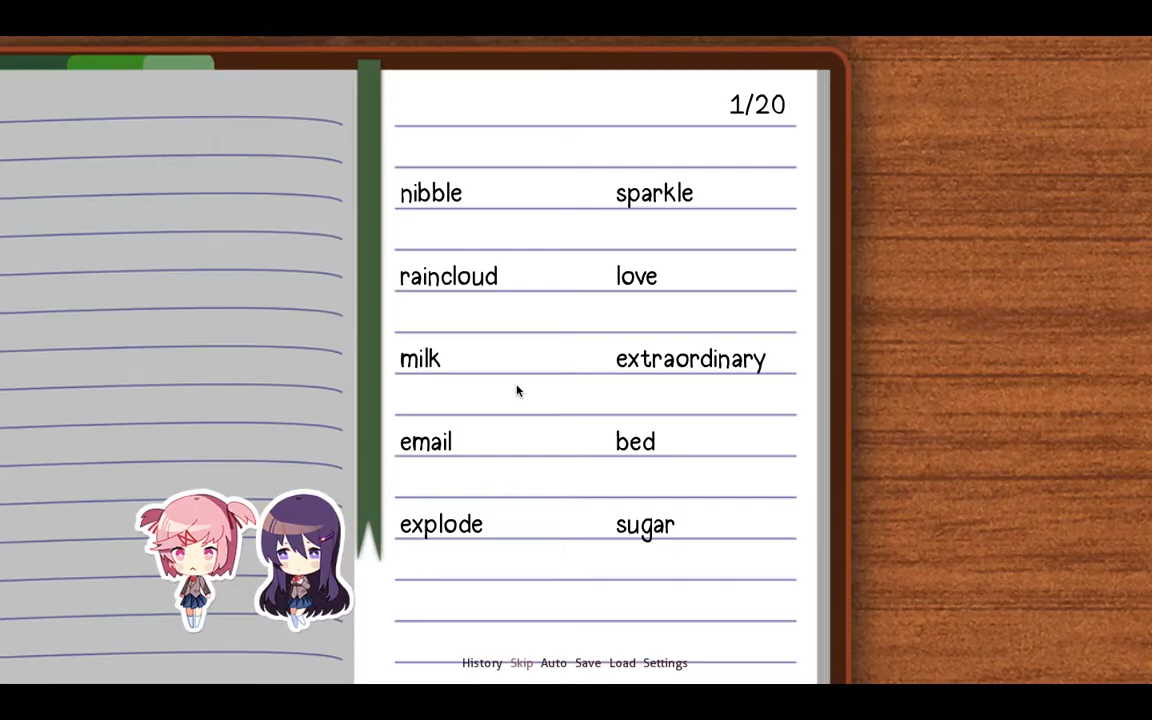 1/20
nibble sparkle
raincloud love
milk extraordinary
email bed
explode sugar
History Skip Auto Save Load Settings